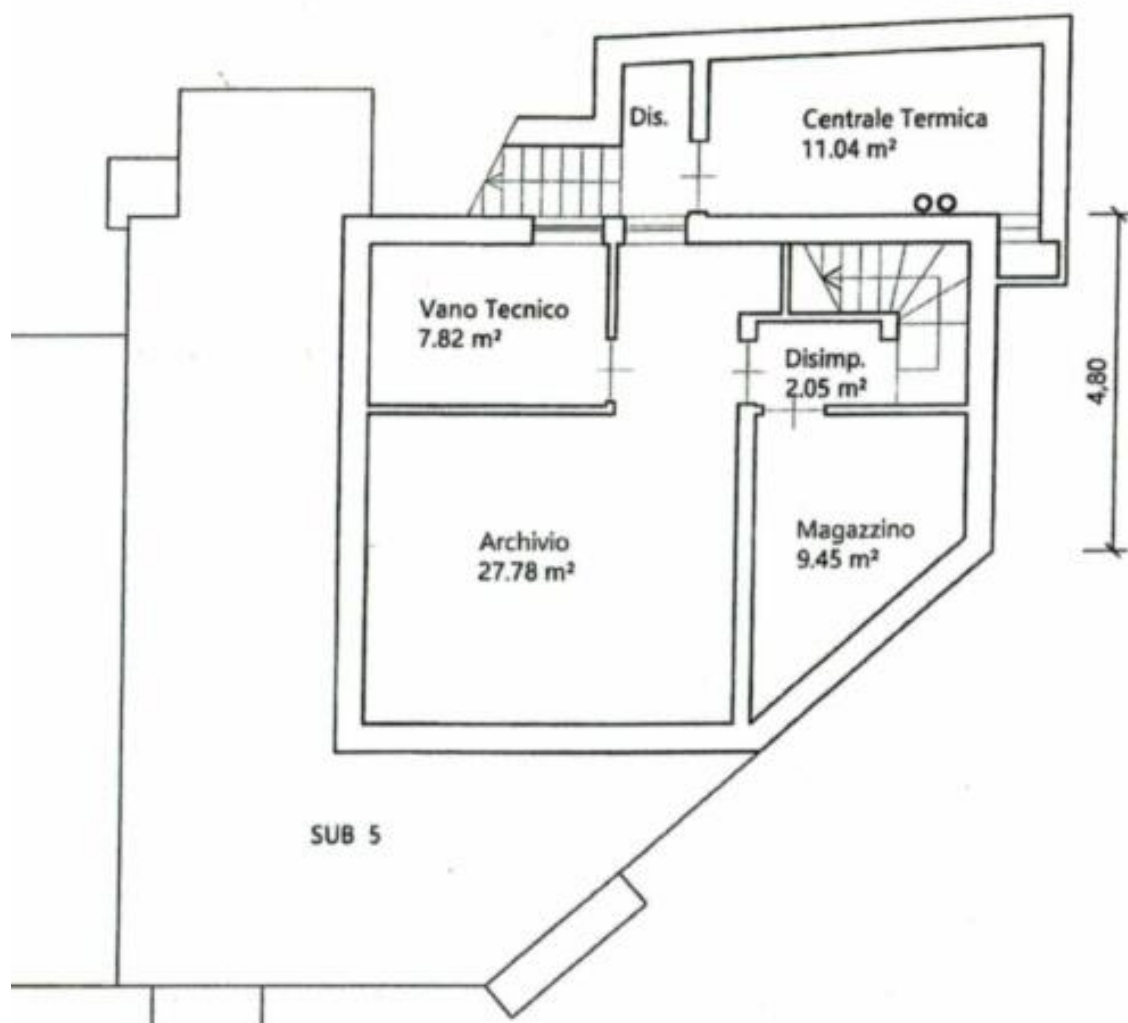 Dis.
Centrale Termica
11.04 m²
Vano Tecnico
7.82 m²
Disimp.
2.05 m²
4,80
Archivio
27.78 m²
Magazzino
9.45 m²
SUB 5